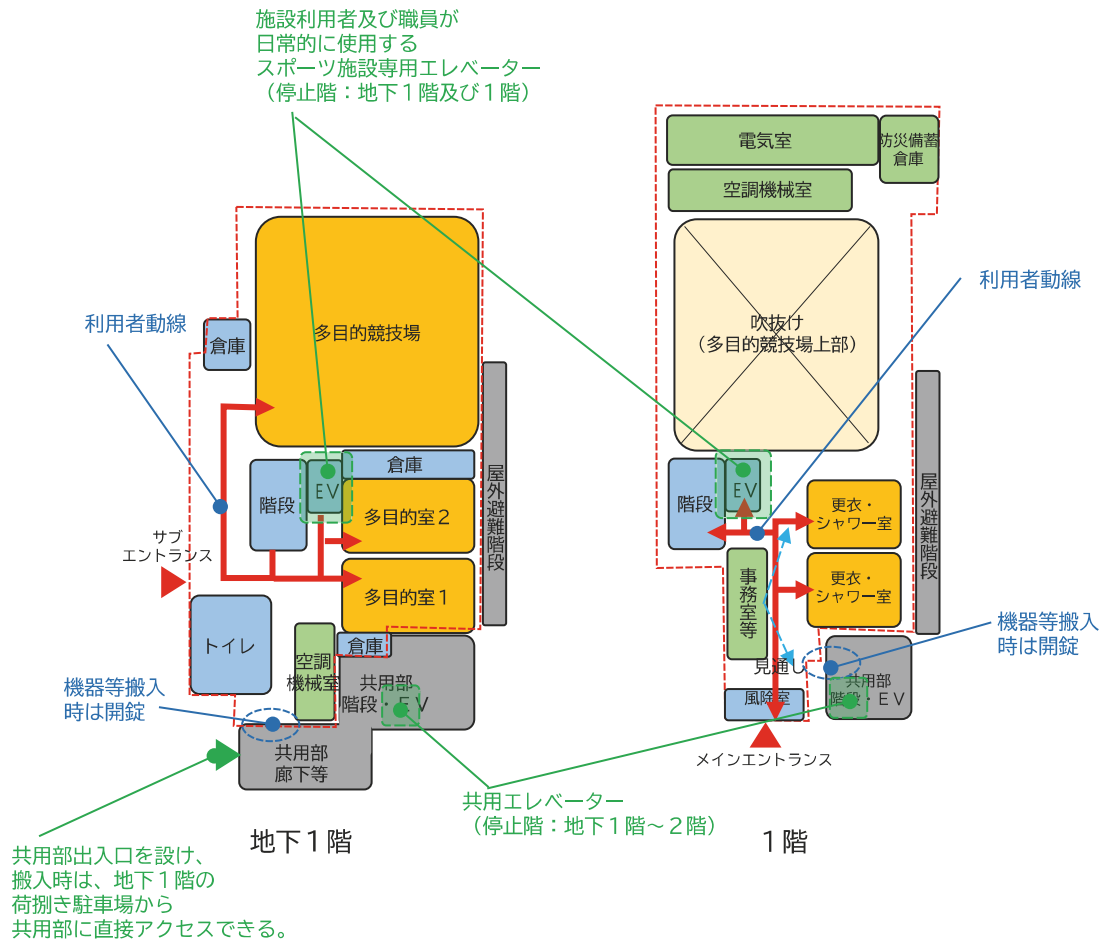 施設利用者及び職員が
日常的に使用する
スポーツ施設専用エレベーター
（停止階：地下１階及び１階）
電気室
防災備蓄
倉庫
空調機械室
利用者動線
吹抜け
（多目的競技場上部）
利用者動線
倉庫
多目的競技場
屋外避難階段
倉庫
階段
EV
多目的室２
サブ
エントランス
多目的室１
トイレ
空調
機械室
倉庫
共用部
階段・EV
機器等搬入
時は開錠
共用部
廊下等
階段
EV
更衣・
シャワー室
屋外避難階段
更衣・
シャワー室
事務室等
見通し
機器等搬入
時は開錠
共用部
階段・EV
風除室
メインエントランス
共用エレベーター
（停止階：地下１階～２階）
地下１階
１階
共用部出入口を設け、
搬入時は、地下１階の
荷捌き駐車場から
共用部に直接アクセスできる。